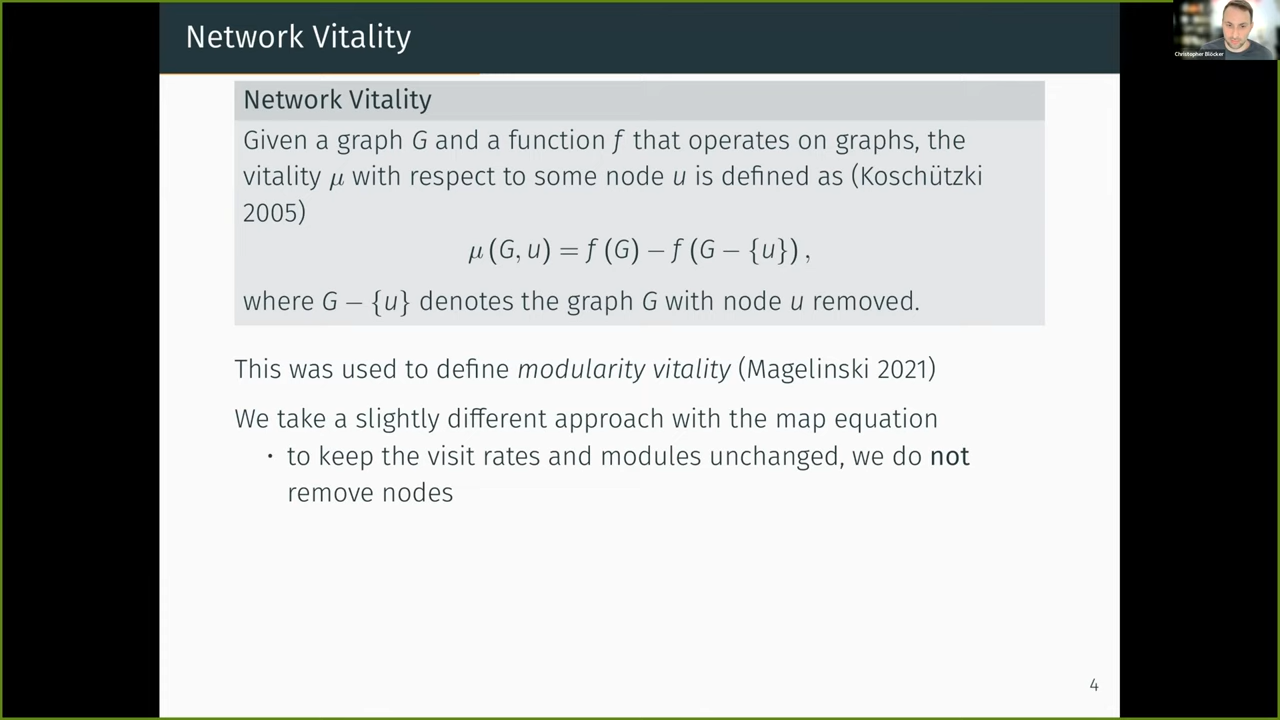 Network Vitality
Christopher Blöcker
Network Vitality
Given a graph G and a function f that operates on graphs, the
vitality μ with respect to some node u is defined as (Koschützki
2005)
μ (G, u) = f (G) − f (G − {u}) ,
where G − {u} denotes the graph G with node u removed.
This was used to define modularity vitality (Magelinski 2021)
We take a slightly different approach with the map equation
· to keep the visit rates and modules unchanged, we do not
remove nodes
4